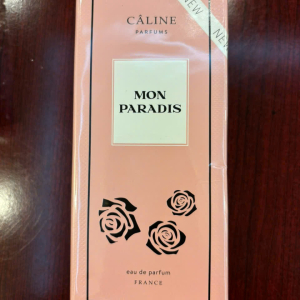 CÂLINE
PARFUMS
NEW
NEW
MON
PARADIS
eau de parfum
FRANCE